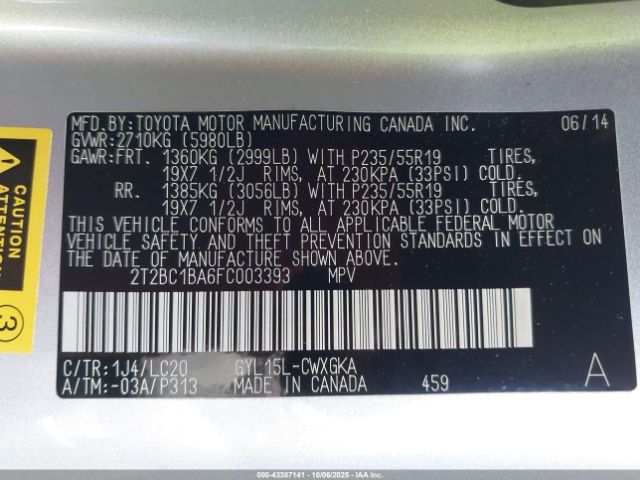 MFD.BY:TOYOTA MOTOR MANUFACTURING CANADA INC. 06/14
GVWR:2710KG (5980LB)
GAWR:FRT. 1360KG (2999LB) WITH P235/55R19 TIRES,
19X7 1/2J RIMS, AT 230KPA (33PSI) COLD.
RR. 1385KG (3056LB) WITH P235/55R19 TIRES,
19X7 1/2J RIMS, AT 230KPA (33PSI) COLD.
THIS VEHICLE CONFORMS TO ALL APPLICABLE FEDERAL MOTOR
VEHICLE SAFETY AND THEFT PREVENTION STANDARDS IN EFFECT ON
THE DATE OF MANUFACTURE SHOWN ABOVE.
2T2BC1BA6FC003393 MPV
C/TR:1J4/LC20 GYL15L-CWXGKA
A/TM:-03A/P313 MADE IN CANADA 459 A
CAUTION
3
000-43387141 - 10/06/2025 - IAA Inc.